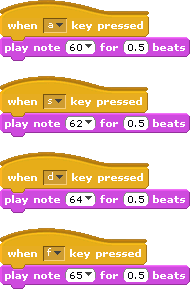 when a key pressed
play note 60 for 0.5 beats
when s key pressed
play note 62 for 0.5 beats
when d key pressed
play note 64 for 0.5 beats
when f key pressed
play note 65 for 0.5 beats